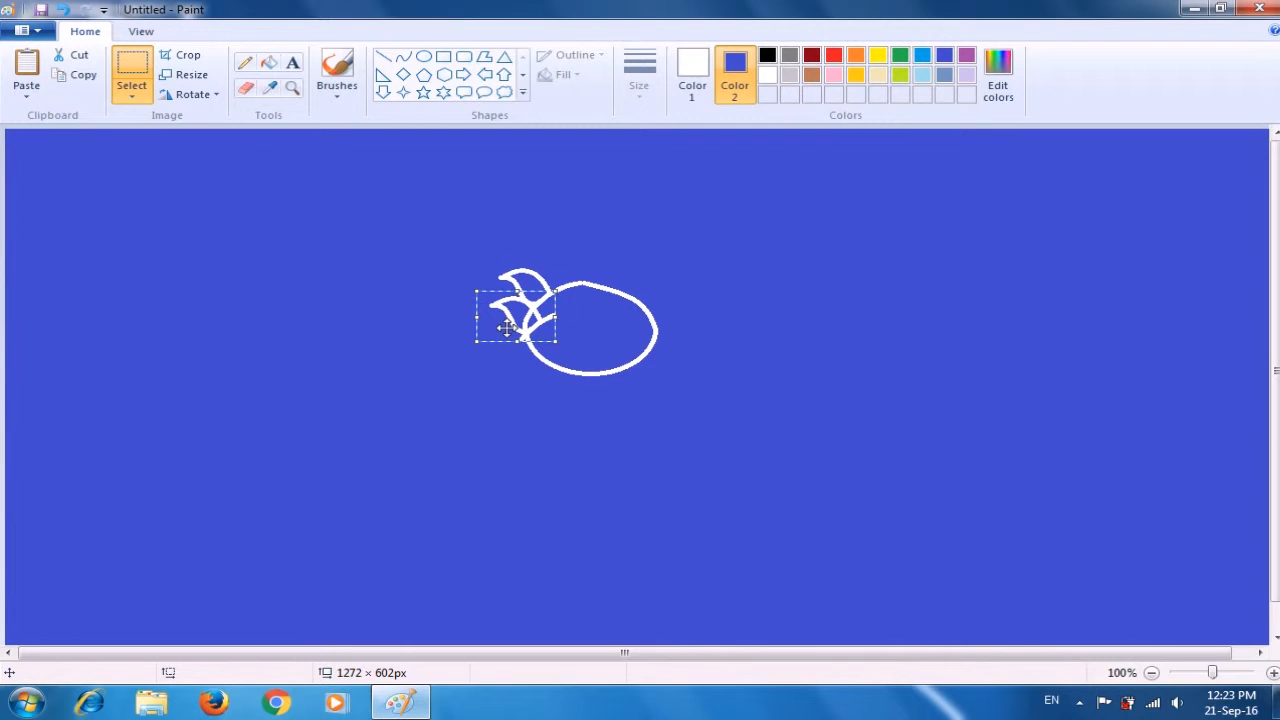 Untitled - Paint
Home View
Paste
Cut
Copy
Clipboard
Select
Crop
Resize
Rotate
Image
A
Tools
Brushes
Shapes
Outline
Fill
Size
Color 1
Color 2
Edit colors
Colors
1272 × 602px
100%
EN
12:23 PM
21-Sep-16